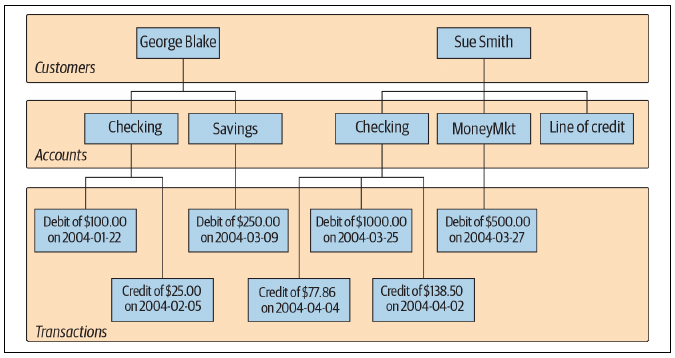 George Blake
Sue Smith
Customers
Checking
Savings
Checking
MoneyMkt
Line of credit
Accounts
Debit of $100.00
on 2004-01-22
Debit of $250.00
on 2004-03-09
Debit of $1000.00
on 2004-03-25
Debit of $500.00
on 2004-03-27
Credit of $25.00
on 2004-02-05
Credit of $77.86
on 2004-04-04
Credit of $138.50
on 2004-04-02
Transactions